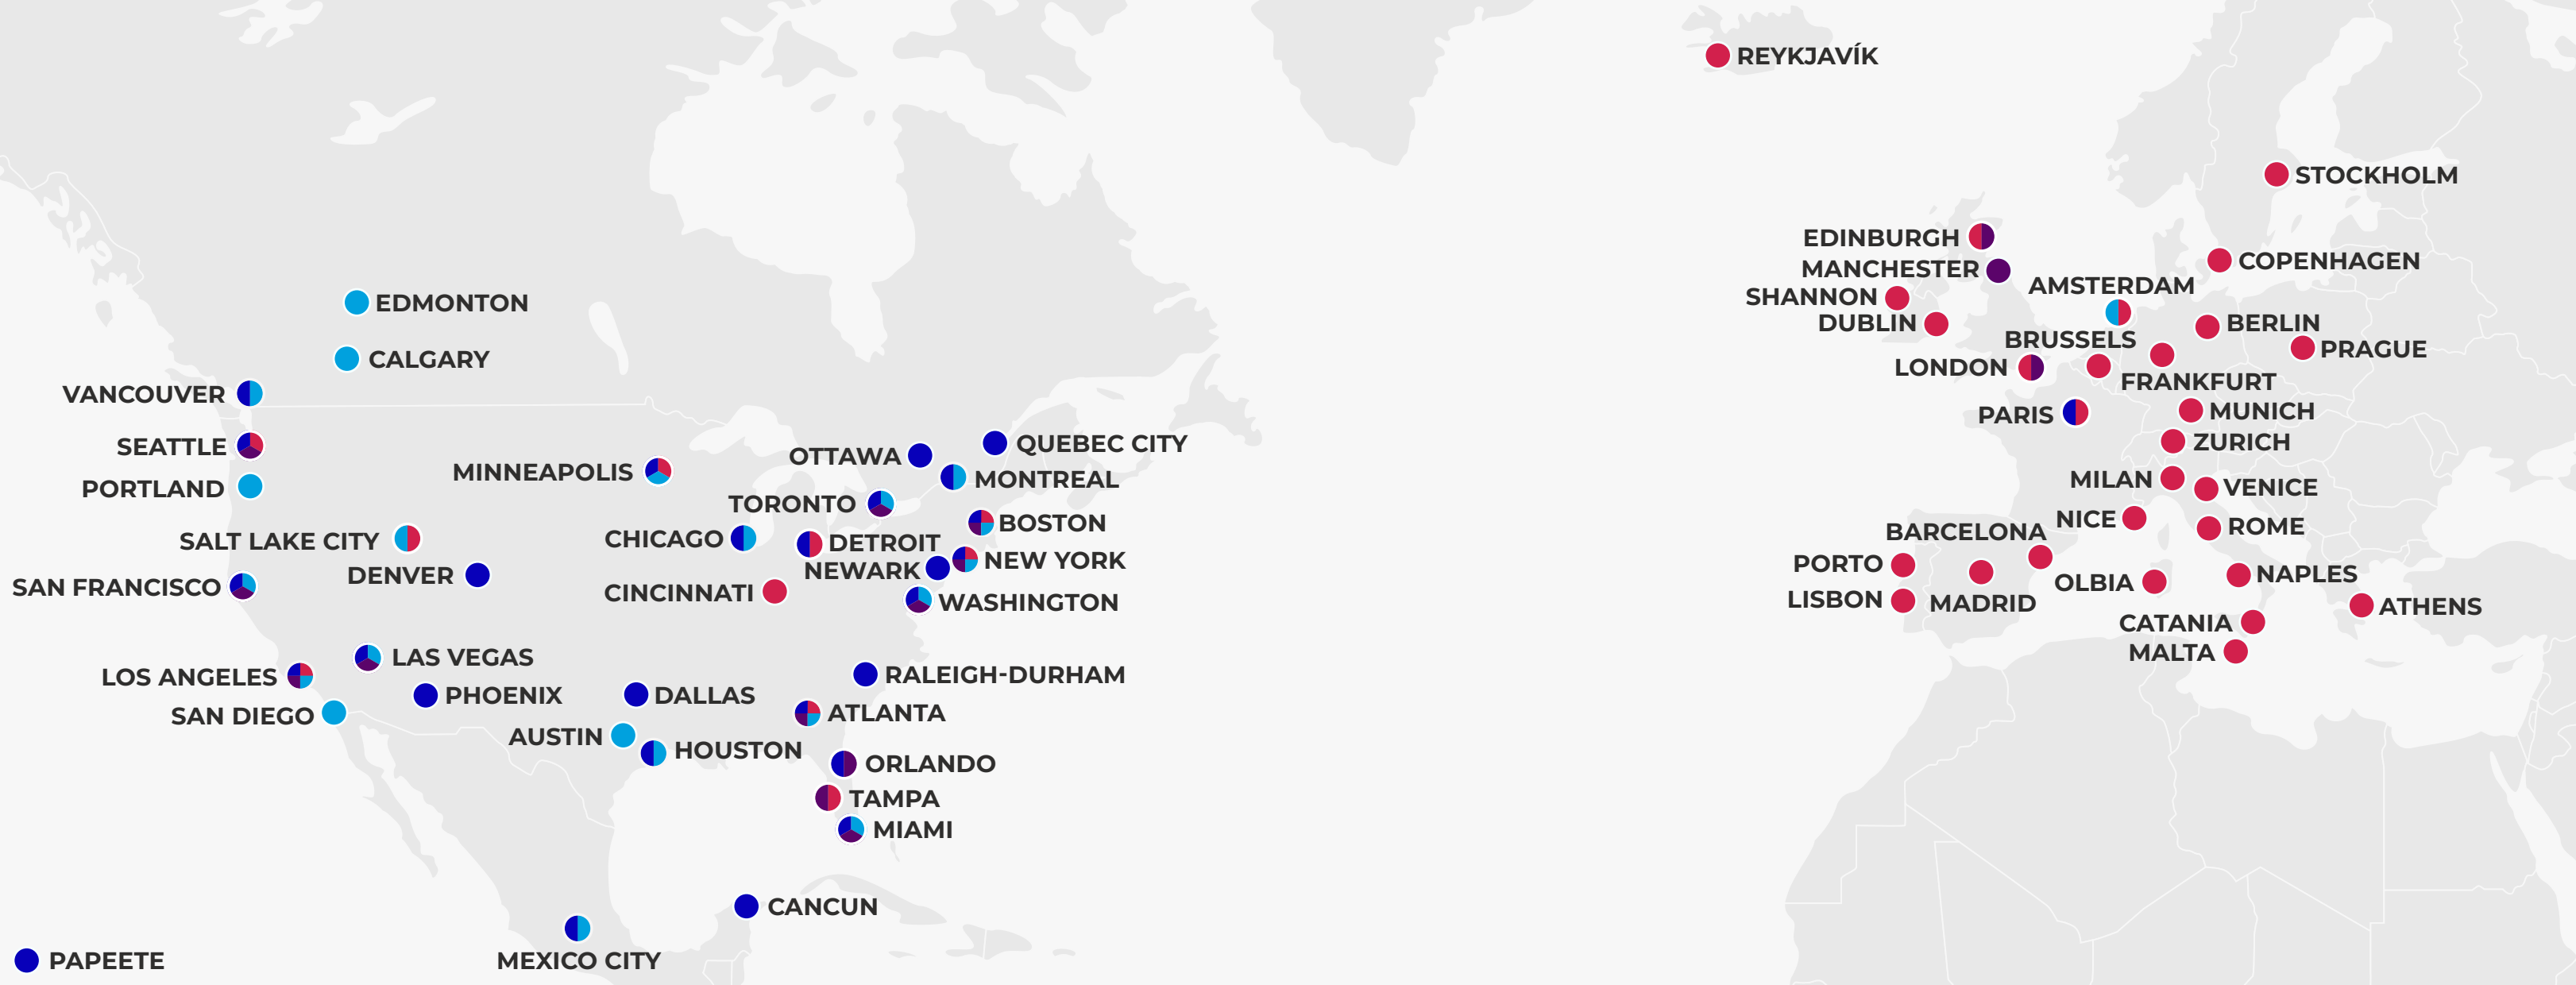 REYKJAVÍK
STOCKHOLM
EDINBURGH
MANCHESTER
COPENHAGEN
AMSTERDAM
SHANNON
DUBLIN
BERLIN
BRUSSELS
PRAGUE
LONDON
FRANKFURT
PARIS
MUNICH
ZURICH
MILAN
VENICE
NICE
ROME
BARCELONA
PORTO
OLBIA
NAPLES
LISBON
MADRID
ATHENS
CATANIA
MALTA
EDMONTON
CALGARY
VANCOUVER
SEATTLE
PORTLAND
MINNEAPOLIS
OTTAWA
QUEBEC CITY
MONTREAL
TORONTO
BOSTON
SALT LAKE CITY
CHICAGO
DETROIT
NEW YORK
NEWARK
DENVER
SAN FRANCISCO
CINCINNATI
WASHINGTON
LAS VEGAS
LOS ANGELES
RALEIGH-DURHAM
PHOENIX
DALLAS
SAN DIEGO
ATLANTA
AUSTIN
HOUSTON
ORLANDO
TAMPA
MIAMI
CANCUN
MEXICO CITY
PAPEETE